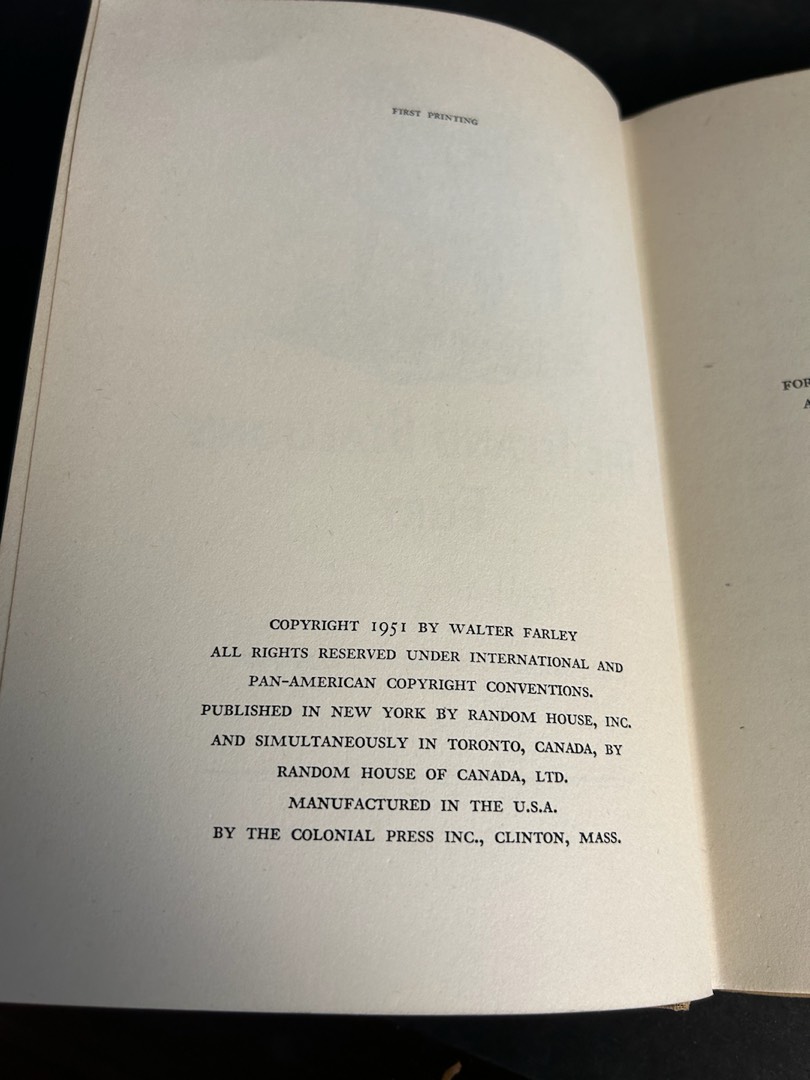 FIRST PRINTING
COPYRIGHT 1951 BY WALTER FARLEY
ALL RIGHTS RESERVED UNDER INTERNATIONAL AND
PAN-AMERICAN COPYRIGHT CONVENTIONS.
PUBLISHED IN NEW YORK BY RANDOM HOUSE, INC.
AND SIMULTANEOUSLY IN TORONTO, CANADA, BY
RANDOM HOUSE OF CANADA, LTD.
MANUFACTURED IN THE U.S.A.
BY THE COLONIAL PRESS INC., CLINTON, MASS.
FOR